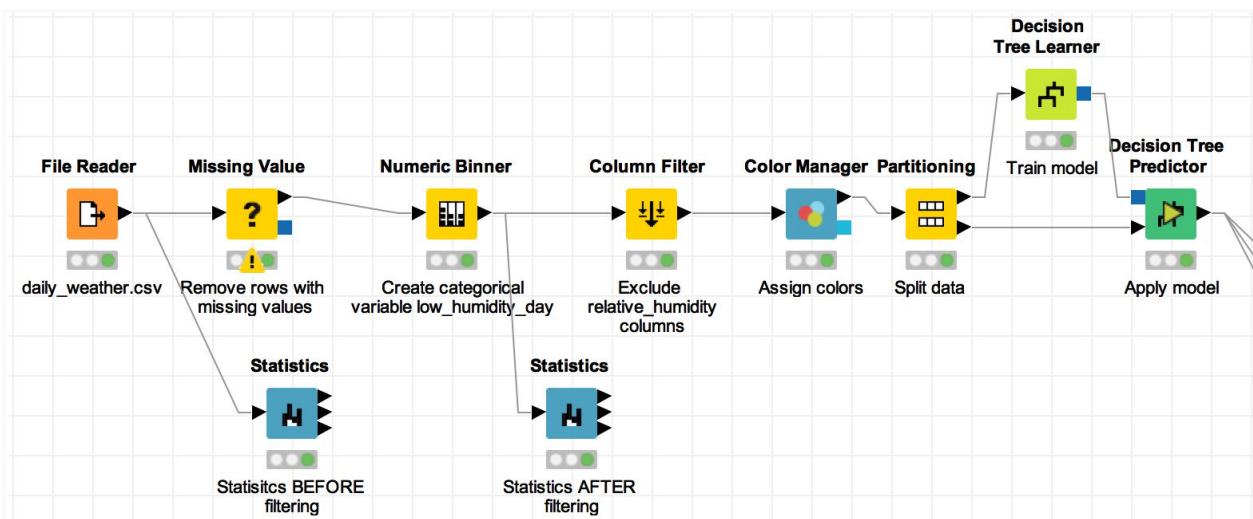 Decision
Tree Learner
Train model
File Reader
daily_weather.csv
Missing Value
?
Remove rows with
missing values
Numeric Binner
Create categorical
variable low_humidity_day
Column Filter
Exclude
relative_humidity
columns
Color Manager
Assign colors
Partitioning
Split data
Decision Tree
Predictor
Apply model
Statistics
Statisitcs BEFORE
filtering
Statistics
Statistics AFTER
filtering